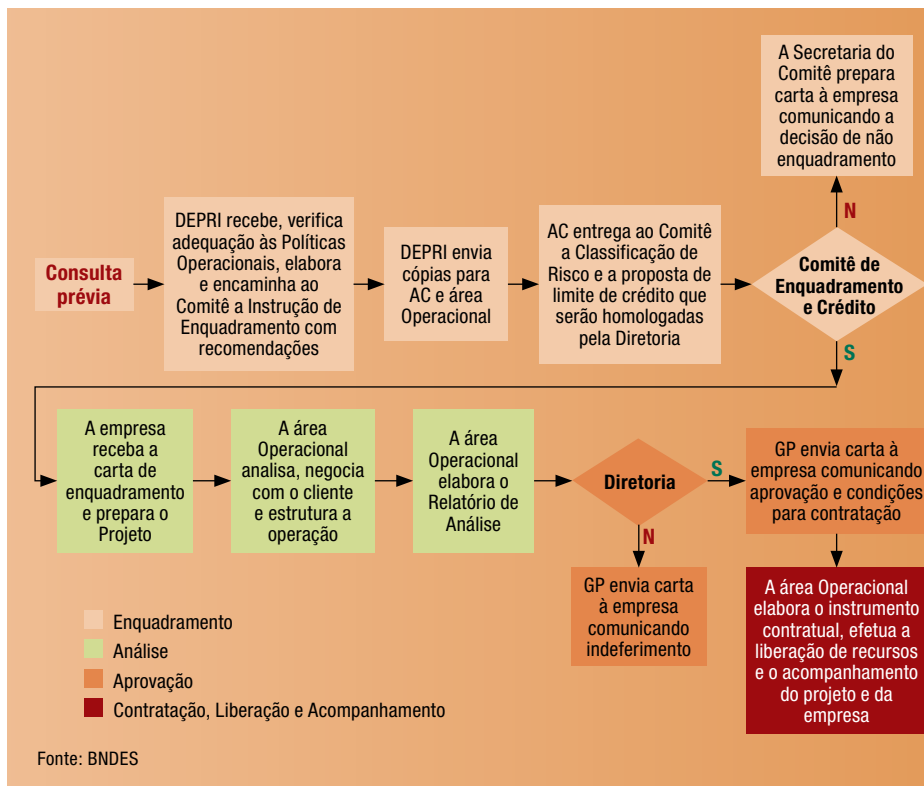 Consulta
prévia
DEPRI recebe, verifica
adequação às Políticas
Operacionais, elabora
e encaminha ao
Comitê a Instrução de
Enquadramento com
recomendações
DEPRI envia
cópias para
AC e área
Operacional
AC entrega ao Comitê
a Classificação de
Risco e a proposta de
limite de crédito que
serão homologadas
pela Diretoria
Comitê de
Enquadramento
e Crédito
N
A Secretaria do
Comitê prepara
carta à empresa
comunicando a
decisão de não
enquadramento
S
A empresa
receba a
carta de
enquadramento
e prepara o
Projeto
A área
Operacional
analisa, negocia
com o cliente
e estrutura a
operação
A área
Operacional
elabora o
Relatório de
Análise
Diretoria
S
GP envia carta à
empresa comunicando
aprovação e condições
para contratação
N
GP envia carta
à empresa
comunicando
indeferimento
A área Operacional
elabora o instrumento
contratual, efetua a
liberação de recursos
e o acompanhamento
do projeto e da
empresa
Enquadramento
Análise
Aprovação
Contratação, Liberação e Acompanhamento
Fonte: BNDES